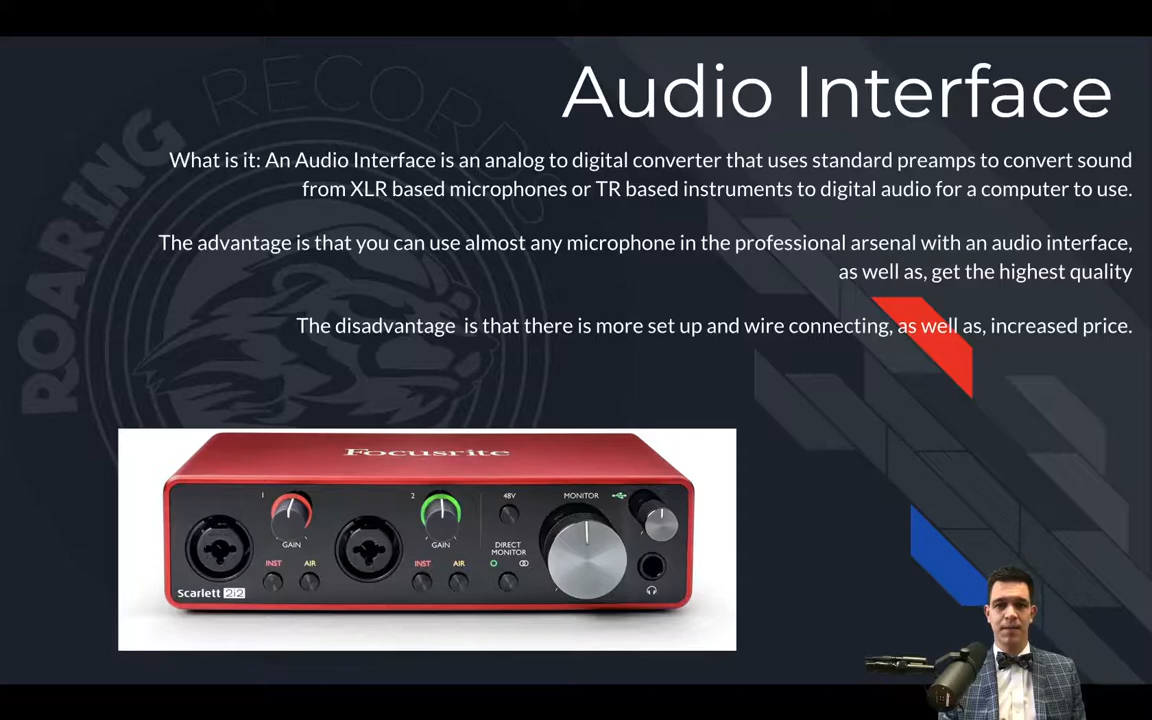 Audio Interface
What is it: An Audio Interface is an analog to digital converter that uses standard preamps to convert sound
from XLR based microphones or TR based instruments to digital audio for a computer to use.
The advantage is that you can use almost any microphone in the professional arsenal with an audio interface,
as well as, get the highest quality
The disadvantage is that there is more set up and wire connecting, as well as, increased price.
ROARING RECORDS
Focusrite
1 2 48V MONITOR
GAIN GAIN DIRECT
MONITOR
INST AIR INST AIR
Scarlett 2i2